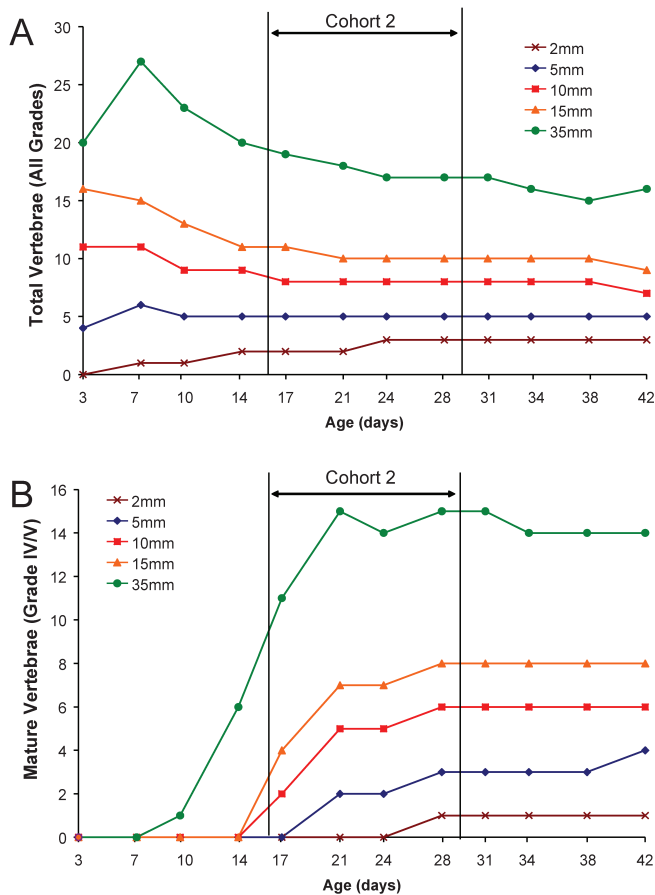 A
Cohort 2
Total Vertebrae (All Grades)
30
25
20
15
10
5
0
2mm
5mm
10mm
15mm
35mm
3 7 10 14 17 21 24 28 31 34 38 42
Age (days)
B
Cohort 2
Mature Vertebrae (Grade IV/V)
16
14
12
10
8
6
4
2
0
2mm
5mm
10mm
15mm
35mm
3 7 10 14 17 21 24 28 31 34 38 42
Age (days)